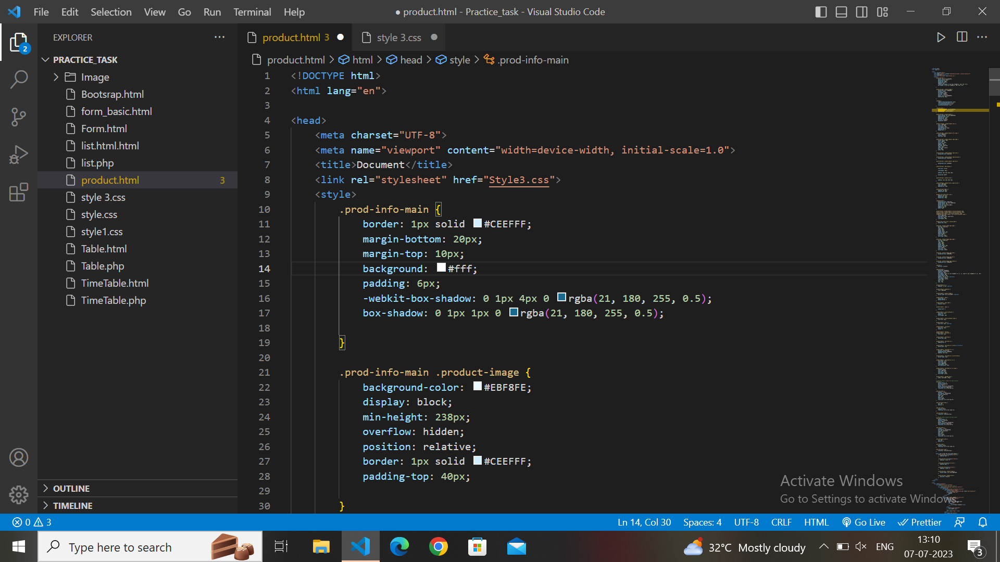 File Edit Selection View Go Run Terminal Help
● product.html - Practice_task - Visual Studio Code
2
EXPLORER
PRACTICE_TASK
Image
Bootsrap.html
form_basic.html
Form.html
list.html.html
list.php
product.html 3
style 3.css
style.css
style1.css
Table.html
Table.php
TimeTable.html
TimeTable.php
OUTLINE
TIMELINE
product.html 3
style 3.css
product.html > html > head > style > .prod-info-main
1 <!DOCTYPE html>
2 <html lang="en">
3
4 <head>
5 <meta charset="UTF-8">
6 <meta name="viewport" content="width=device-width, initial-scale=1.0">
7 <title>Document</title>
8 <link rel="stylesheet" href="Style3.css">
9 <style>
10 .prod-info-main {
11 border: 1px solid #CEEFFF;
12 margin-bottom: 20px;
13 margin-top: 10px;
14 background: #fff;
15 padding: 6px;
16 -webkit-box-shadow: 0 1px 4px 0 rgba(21, 180, 255, 0.5);
17 box-shadow: 0 1px 1px 0 rgba(21, 180, 255, 0.5);
18
19 }
20
21 .prod-info-main .product-image {
22 background-color: #EBF8FE;
23 display: block;
24 min-height: 238px;
25 overflow: hidden;
26 position: relative;
27 border: 1px solid #CEEFFF;
28 padding-top: 40px;
29
30 }
Activate Windows
Go to Settings to activate Windows.
0 3
Ln 14, Col 30 Spaces: 4 UTF-8 CRLF HTML Go Live Prettier
Type here to search
32°C Mostly cloudy
ENG
13:10
07-07-2023
3